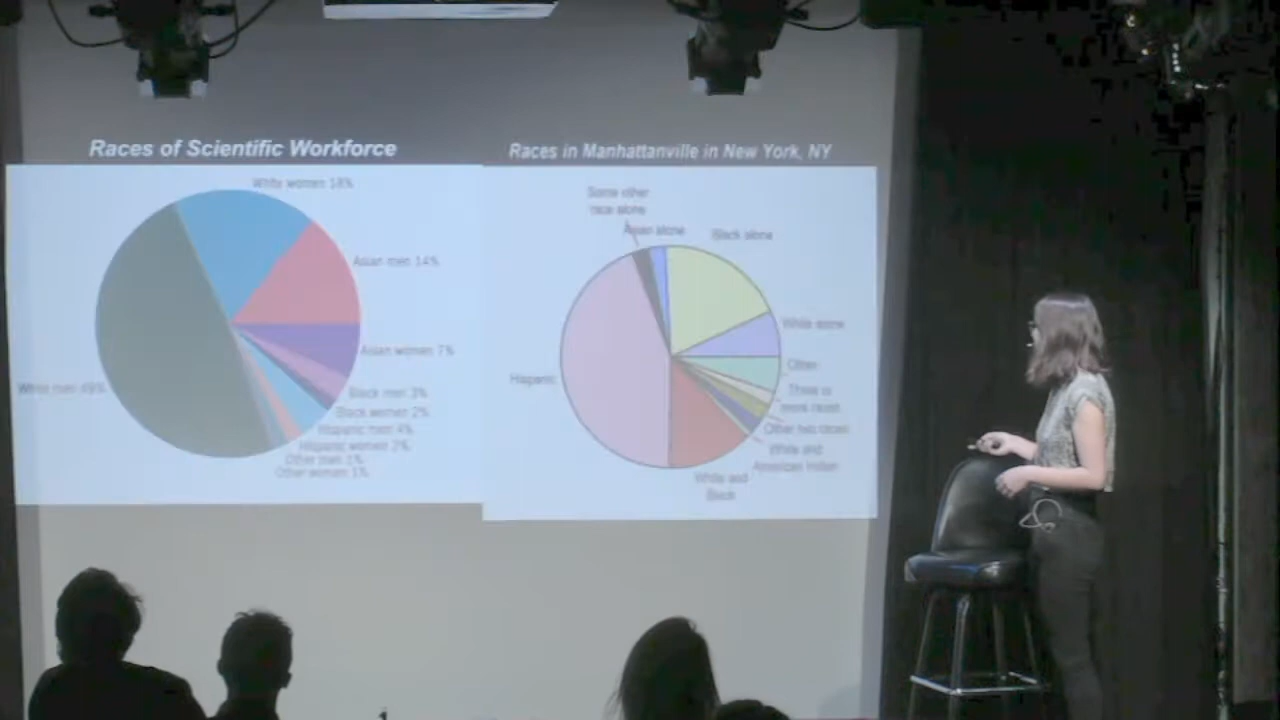 Races of Scientific Workforce
White women 18%
Asian men 14%
Asian women 7%
White men 49%
Black men 3%
Black women 2%
Hispanic men 4%
Hispanic women 2%
Other men 1%
Other women 1%
Races in Manhattanville in New York, NY
Some other
race alone
Asian alone
Black alone
White alone
Other
Three or
more races
Other two races
White and
American Indian
White and
Black
Hispanic